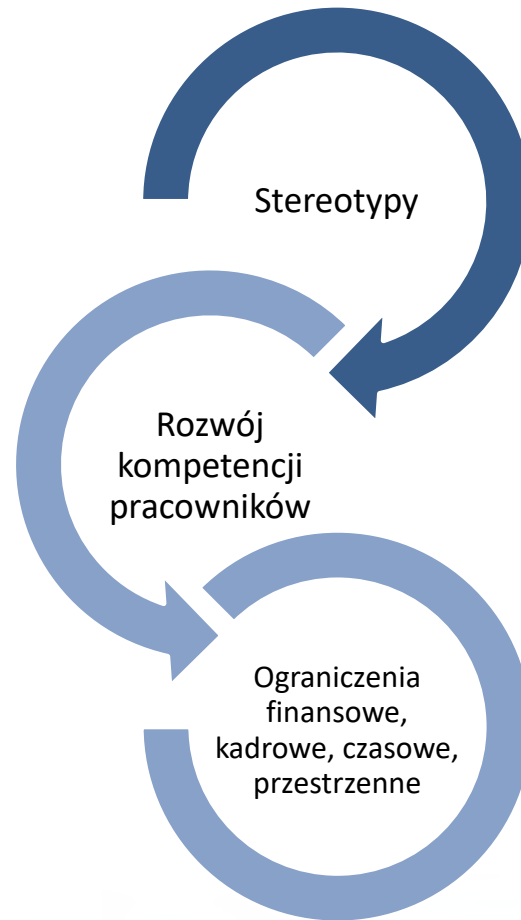 Stereotypy
Rozwój
kompetencji
pracowników
Ograniczenia
finansowe,
kadrowe, czasowe,
przestrzenne